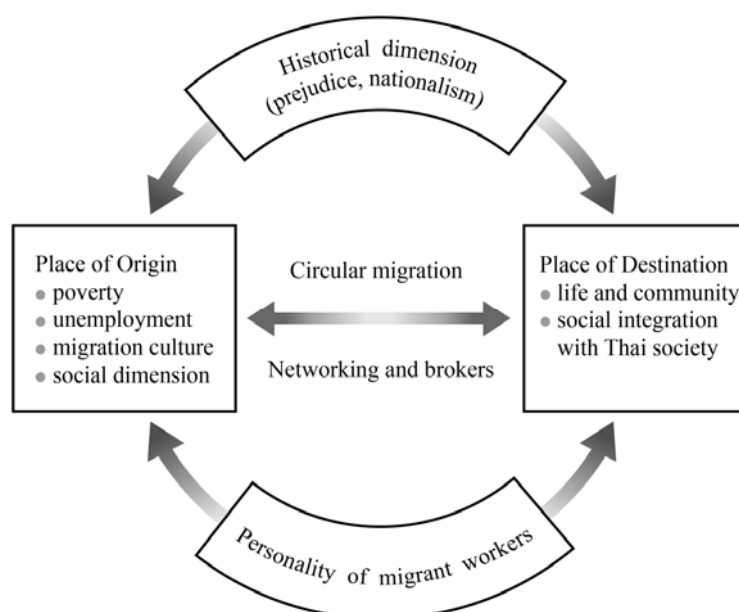 Historical dimension
(prejudice, nationalism)
Place of Origin
● poverty
● unemployment
● migration culture
● social dimension
Circular migration
Networking and brokers
Place of Destination
● life and community
● social integration
with Thai society
Personality of migrant workers